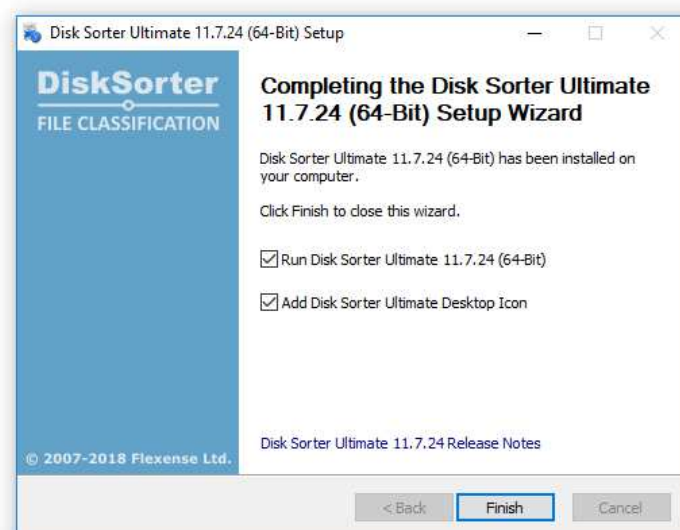 Disk Sorter Ultimate 11.7.24 (64-Bit) Setup
DiskSorter
FILE CLASSIFICATION
Completing the Disk Sorter Ultimate
11.7.24 (64-Bit) Setup Wizard
Disk Sorter Ultimate 11.7.24 (64-Bit) has been installed on
your computer.
Click Finish to close this wizard.
Run Disk Sorter Ultimate 11.7.24 (64-Bit)
Add Disk Sorter Ultimate Desktop Icon
Disk Sorter Ultimate 11.7.24 Release Notes
© 2007-2018 Flexense Ltd.
< Back
Finish
Cancel